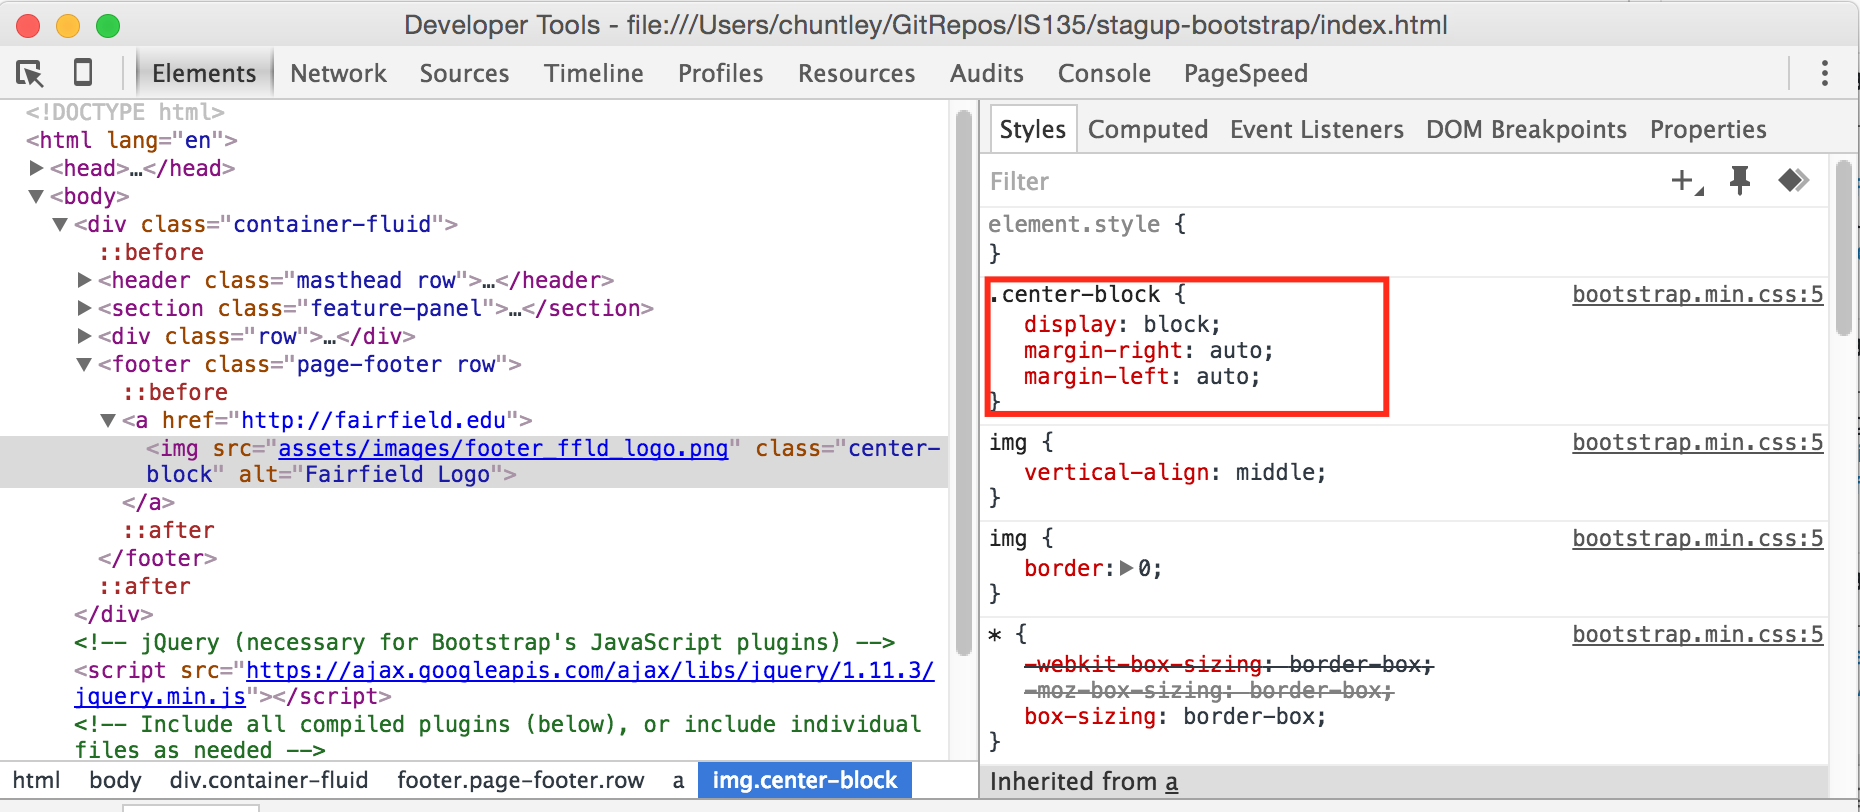 Developer Tools - file:///Users/chuntley/GitRepos/IS135/stagup-bootstrap/index.html
Elements Network Sources Timeline Profiles Resources Audits Console PageSpeed
<!DOCTYPE html>
<html lang="en">
▶<head>…</head>
▼<body>
▼<div class="container-fluid">
::before
▶<header class="masthead row">…</header>
▶<section class="feature-panel">…</section>
▶<div class="row">…</div>
▼<footer class="page-footer row">
::before
▼<a href="http://fairfield.edu">
<img src="assets/images/footer_ffld_logo.png" class="center-
block" alt="Fairfield Logo">
</a>
::after
</footer>
::after
</div>
<!-- jQuery (necessary for Bootstrap's JavaScript plugins) -->
<script src="https://ajax.googleapis.com/ajax/libs/jquery/1.11.3/
jquery.min.js"></script>
<!-- Include all compiled plugins (below), or include individual
files as needed -->
html body div.container-fluid footer.page-footer.row a img.center-block
Styles Computed Event Listeners DOM Breakpoints Properties
Filter
element.style {
}
.center-block { bootstrap.min.css:5
display: block;
margin-right: auto;
margin-left: auto;
}
img { bootstrap.min.css:5
vertical-align: middle;
}
img { bootstrap.min.css:5
border:▶0;
}
* { bootstrap.min.css:5
-webkit-box-sizing: border-box;
-moz-box-sizing: border-box;
box-sizing: border-box;
}
Inherited from a